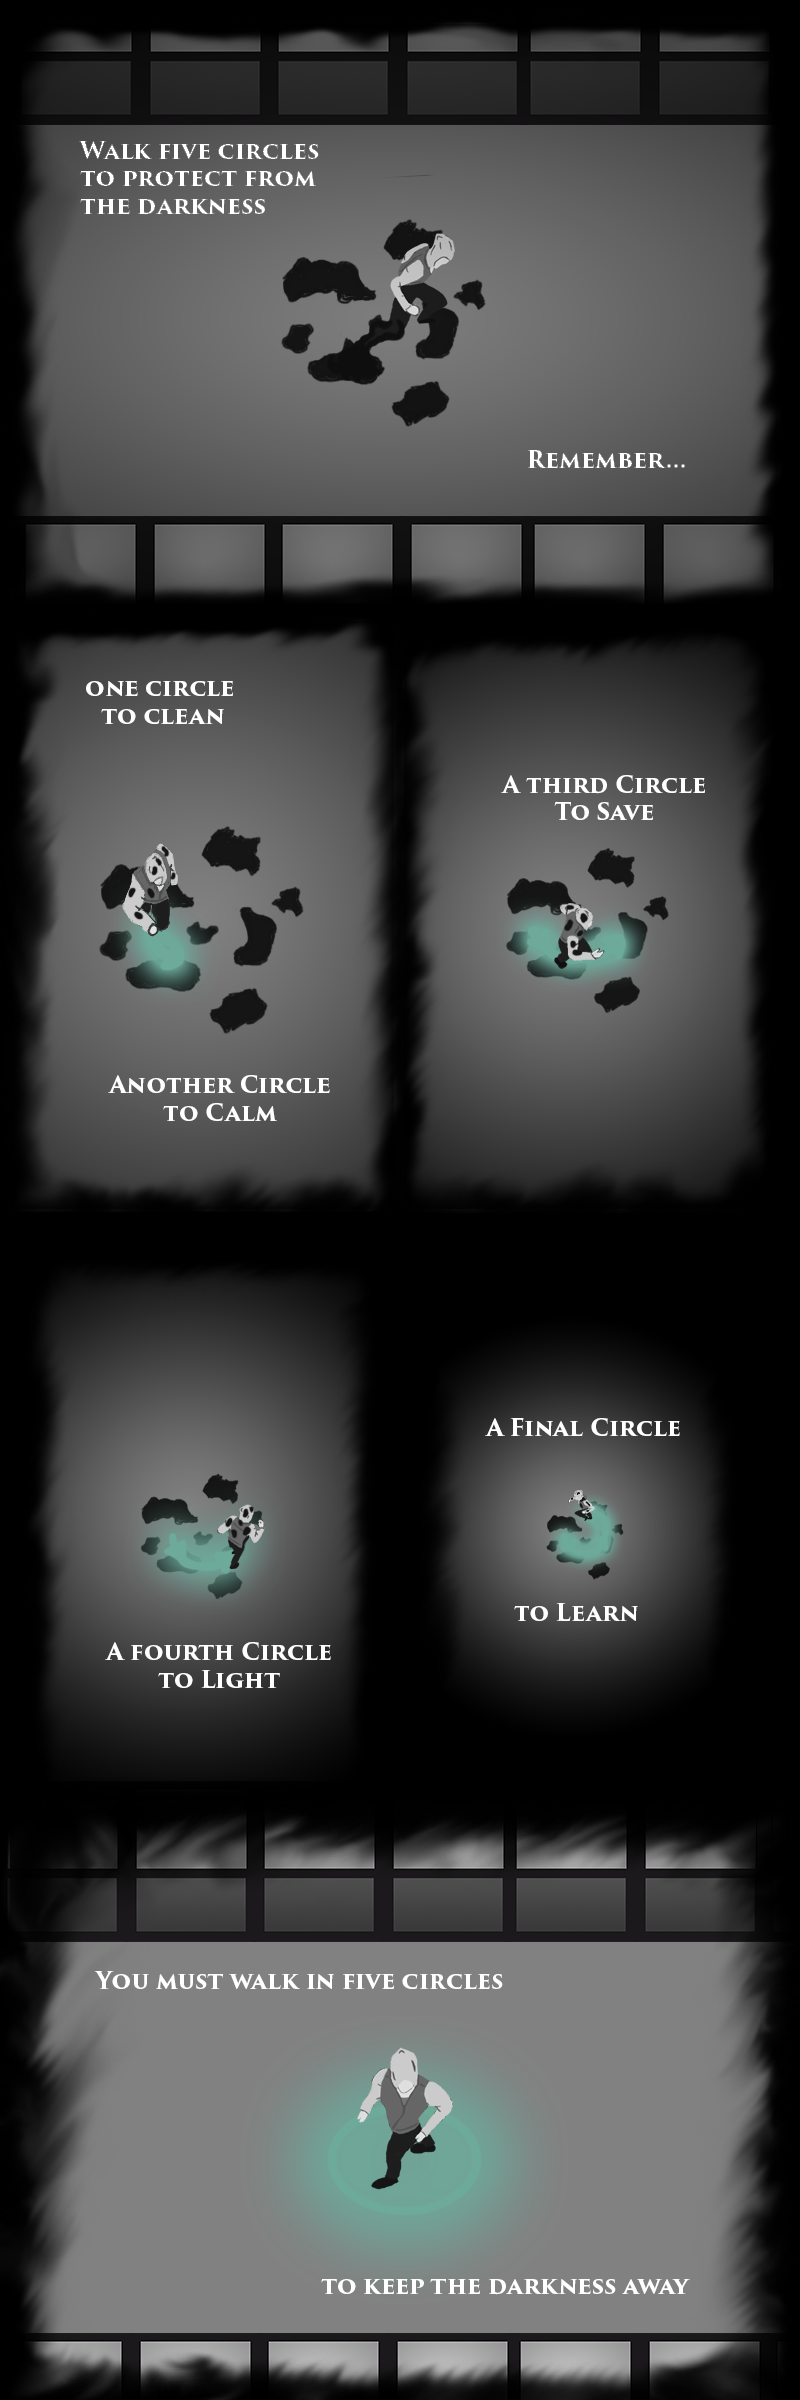 Walk five circles
to protect from
the darkness
Remember...
one circle
to clean
Another Circle
to Calm
A third Circle
To Save
A fourth Circle
to Light
A Final Circle
to Learn
You must walk in five circles
to keep the darkness away